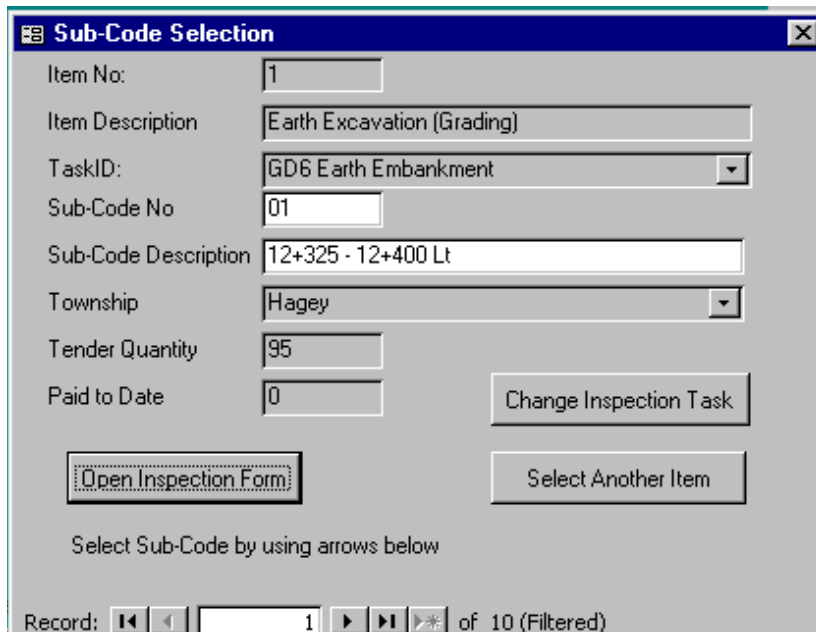 Sub-Code Selection
Item No: 1
Item Description Earth Excavation (Grading)
TaskID: GD6 Earth Embankment
Sub-Code No 01
Sub-Code Description 12+325 - 12+400 Lt
Township Hagey
Tender Quantity 95
Paid to Date 0
Change Inspection Task
Open Inspection Form Select Another Item
Select Sub-Code by using arrows below
Record: 1 of 10 (Filtered)